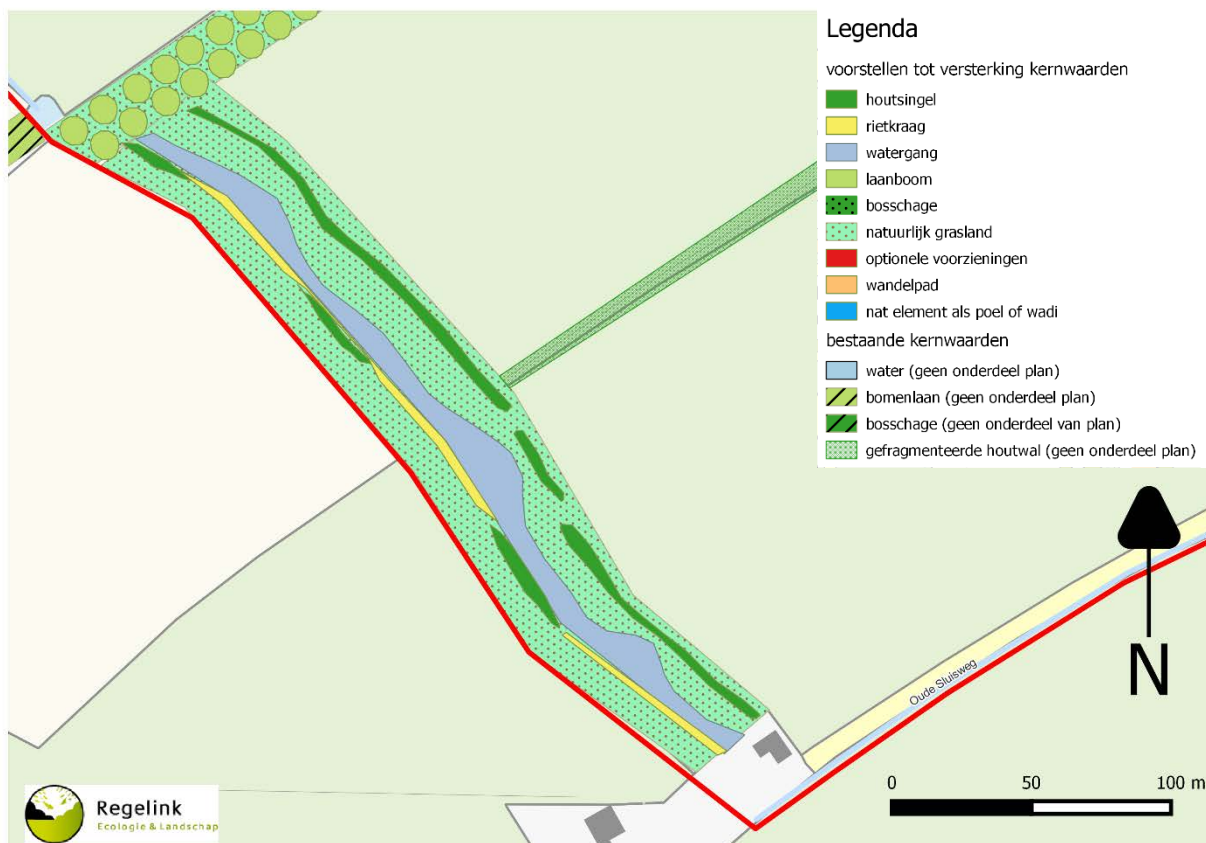 Legenda
voorstellen tot versterking kernwaarden
houtsingel
rietkraag
watergang
laanboom
bosschage
natuurlijk grasland
optionele voorzieningen
wandelpad
nat element als poel of wadi
bestaande kernwaarden
water (geen onderdeel plan)
bomenlaan (geen onderdeel plan)
bosschage (geen onderdeel van plan)
gefragmenteerde houtwal (geen onderdeel plan)
N
Oude Sluisweg
0 50 100 m
Regelink
Ecologie & Landschap